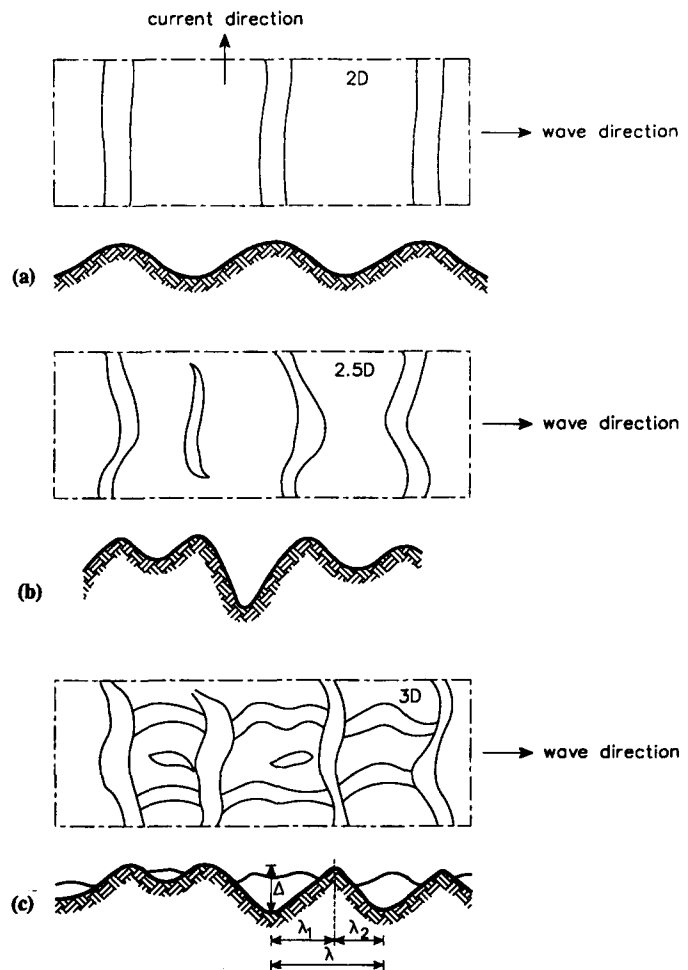 current direction
2D
wave direction
(a)
2.5D
wave direction
(b)
3D
wave direction
(c)
Δ
λ₁ λ₂
λ